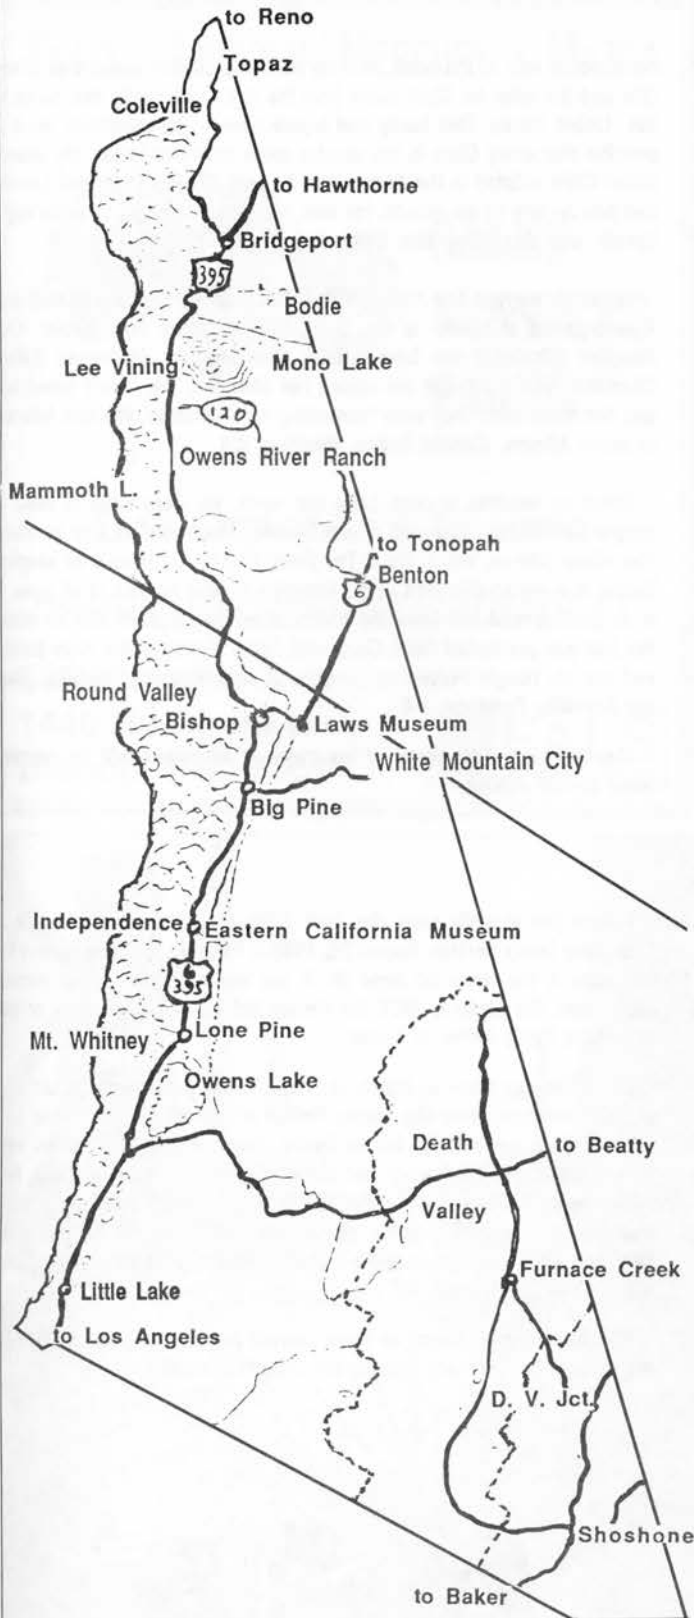 to Reno
Topaz
Coleville
to Hawthorne
Bridgeport
395
Bodie
Mono Lake
Lee Vining
120
Owens River Ranch
Mammoth L.
to Tonopah
Benton
6
Round Valley
Bishop
Laws Museum
White Mountain City
Big Pine
Independence
Eastern California Museum
6
395
Lone Pine
Mt. Whitney
Owens Lake
Death
to Beatty
Valley
Furnace Creek
Little Lake
to Los Angeles
D. V. Jct.
Shoshone
to Baker